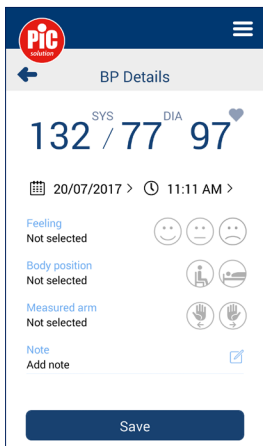 PiC
solution
BP Details
SYS DIA
132 / 77 97
20/07/2017 > 11:11 AM >
Feeling
Not selected
Body position
Not selected
Measured arm
Not selected
Note
Add note
Save